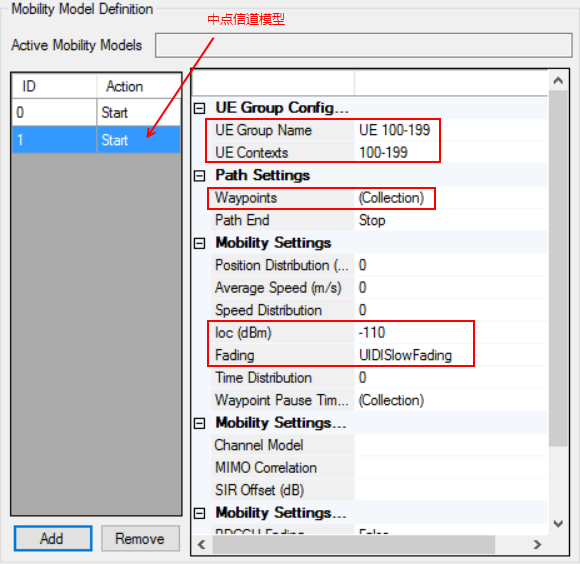 Mobility Model Definition
中点信道模型
Active Mobility Models
ID Action
0 Start
1 Start
UE Group Config...
UE Group Name UE 100-199
UE Contexts 100-199
Path Settings
Waypoints (Collection)
Path End Stop
Mobility Settings
Position Distribution (... 0
Average Speed (m/s) 0
Speed Distribution 0
Ioc (dBm) -110
Fading UIDISlowFading
Time Distribution 0
Waypoint Pause Tim... (Collection)
Mobility Settings...
Channel Model
MIMO Correlation
SIR Offset (dB)
Mobility Settings...
Add Remove